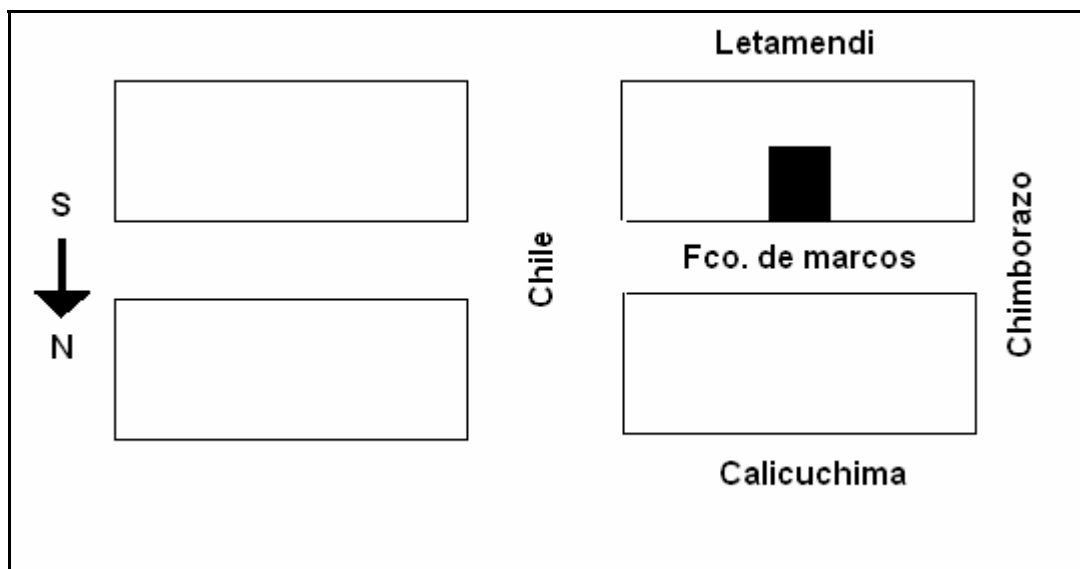 Letamendi
S
N
Chile
Fco. de marcos
Chimborazo
Calicuchima